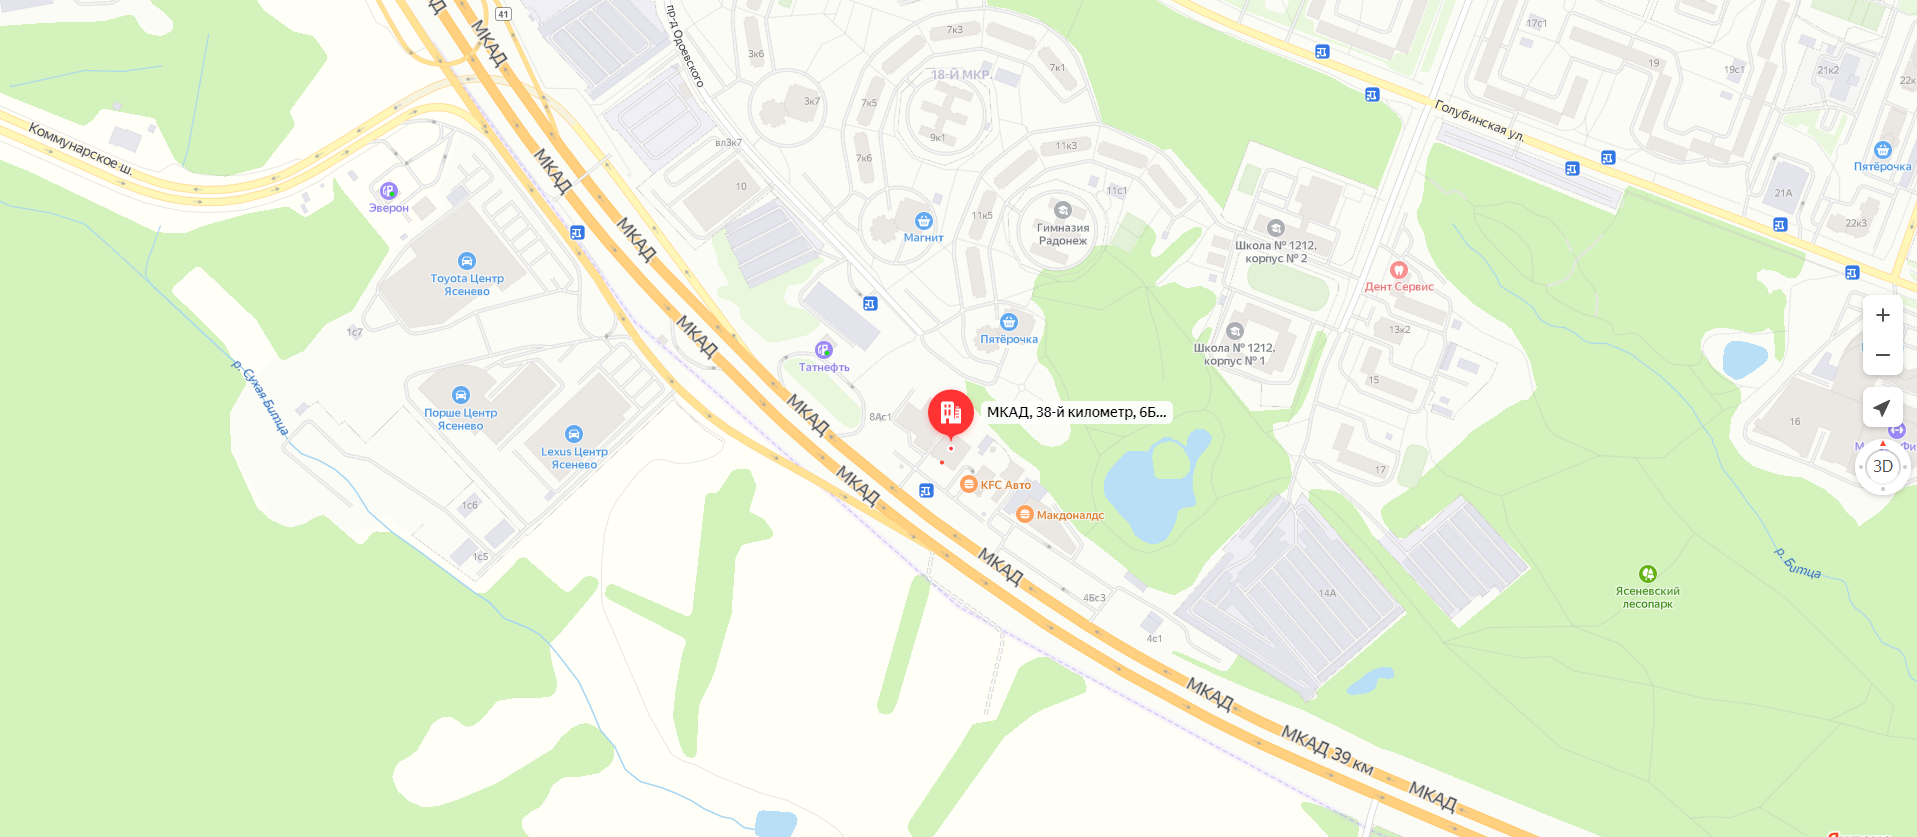 МКАД
41
пр-д Одоевского
7к3
3к6
7к1
18-Й МКР.
17с1
19
19с1
21к2
3к7
7к5
9к1
Голубинская ул.
Коммунарское ш.
вл3к7
7к6
11к3
Пятёрочка
10
11с1
21А
22к3
Эверон
11к5
Магнит
Гимназия
Радонеж
Школа № 1212,
корпус № 2
Дент Сервис
Toyota Центр
Ясенево
МКАД
МКАД
1с7
МКАД
Татнефть
Пятёрочка
Школа № 1212,
корпус № 1
13к2
15
р. Сухая Битца
Порше Центр
Ясенево
МКАД
8Ас1
МКАД, 38-й километр, 6Б...
16
Lexus Центр
Ясенево
17
3D
МКАД
KFC Авто
1с6
Макдоналдс
1с5
МКАД
р. Битца
4Бс3
14А
Ясеневский
лесопарк
4с1
МКАД
МКАД 39 км
МКАД